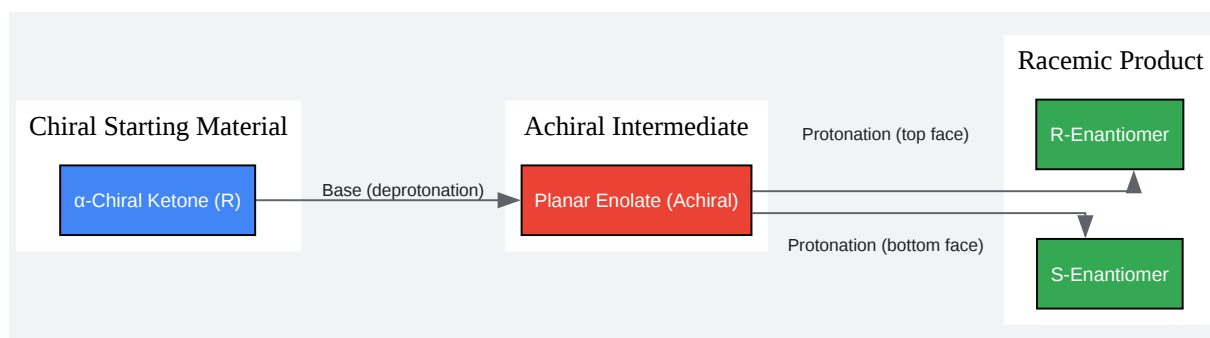 Chiral Starting Material
α-Chiral Ketone (R)
Base (deprotonation)
Achiral Intermediate
Planar Enolate (Achiral)
Protonation (top face)
Protonation (bottom face)
Racemic Product
R-Enantiomer
S-Enantiomer